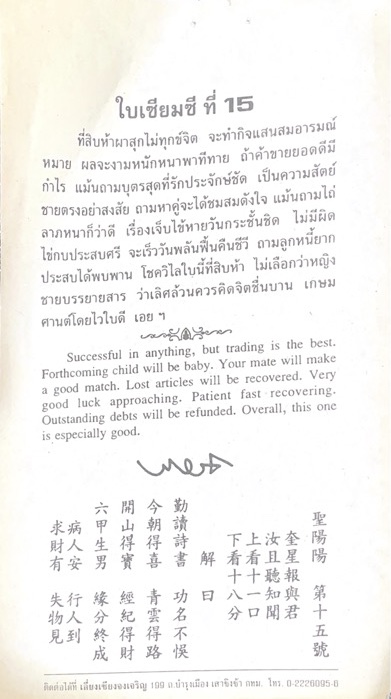 ใบเซียมซี ที่ 15
ที่สิบห้าผาสุกไม่ทุกข์จิต จะทำกิจแสนสมอารมณ์
หมาย ผลจะงามหนักหนาพาทีทาย ถ้าค้าขายยอดดีมี
กำไร แม้นถามบุตรสุดที่รักประจักษ์ชัด เป็นความสัตย์
ชายตรงอย่าสงสัย ถามหาคู่จะได้ชมสมดังใจ แม้นถามไถ่
ลาภหนาก็ว่าดี เรื่องเจ็บไข้หายวันกระชั้นชิด ไม่มีผิด
ไข่กบประสบศรี จะเร็ววันพลันฟื้นคืนชีวี ถามลูกหนี้ยาก
ประสบได้พบพาน โชควิไลใบนี้ที่สิบห้า ไม่เลือกว่าหญิง
ชายบรรยายสาร ว่าเลิศล้วนควรคิดจิตชื่นบาน เกษม
ศานต์โดยไวใบดี เอย ฯ
Successful in anything, but trading is the best.
Forthcoming child will be baby. Your mate will make
a good match. Lost articles will be recovered. Very
good luck approaching. Patient fast recovering.
Outstanding debts will be refunded. Overall, this one
is especially good.
聖陽陽 第十五號
奎星報與君
汝且聽知聞
上看十一口
下看十八分
解曰
勤讀詩書 功名不悞
今朝得喜 青雲得路
開山得寶 經紀得財
六甲生男 緣分終成
病人安 行人到
求財有 失物見
ติดต่อได้ที่ เลี่ยงเซียงจงเจริญ 199 ถ.บำรุงเมือง เสาชิงช้า กทม. โทร. 0-2226095-6